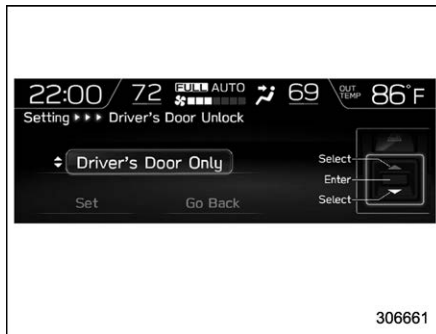 22:00 72 FULL AUTO 69 OUT TEMP 86°F
Setting ▸▸▸ Driver's Door Unlock
Driver's Door Only
Select
Enter
Select
Set Go Back
306661